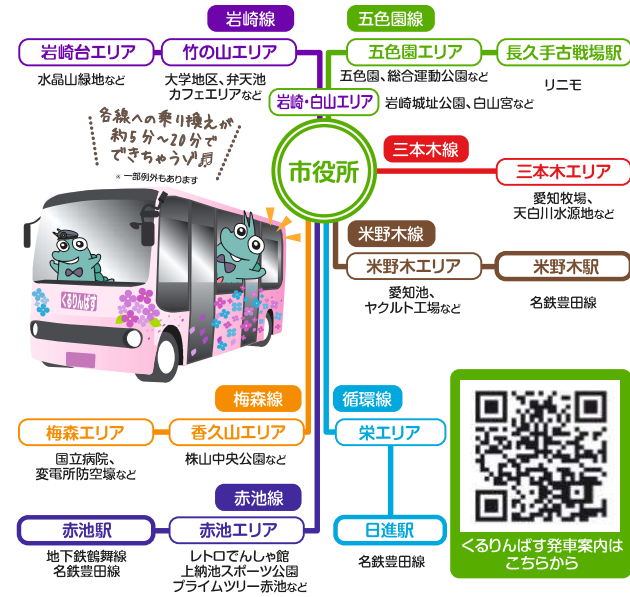 岩崎線
五色園線
岩崎台エリア
竹の山エリア
五色園エリア
長久手古戦場駅
水晶山緑地など
大学地区、弁天池
カフェエリアなど
五色園、総合運動公園など
リニモ
岩崎・白山エリア
岩崎城址公園、白山宮など
各線への乗り換えが
約5分〜20分で
できちゃうゾ♬
※一部例外もあります
市役所
三本木線
三本木エリア
愛知牧場、
天白川水源地など
米野木線
米野木エリア
米野木駅
愛知池、
ヤクルト工場など
名鉄豊田線
くるりんばす
梅森線
循環線
梅森エリア
香久山エリア
栄エリア
国立病院、
変電所防空壕など
株山中央公園など
赤池線
赤池駅
赤池エリア
日進駅
地下鉄鶴舞線
名鉄豊田線
レトロでんしゃ館
上納池スポーツ公園
プライムツリー赤池など
名鉄豊田線
くるりんばす発車案内は
こちらから